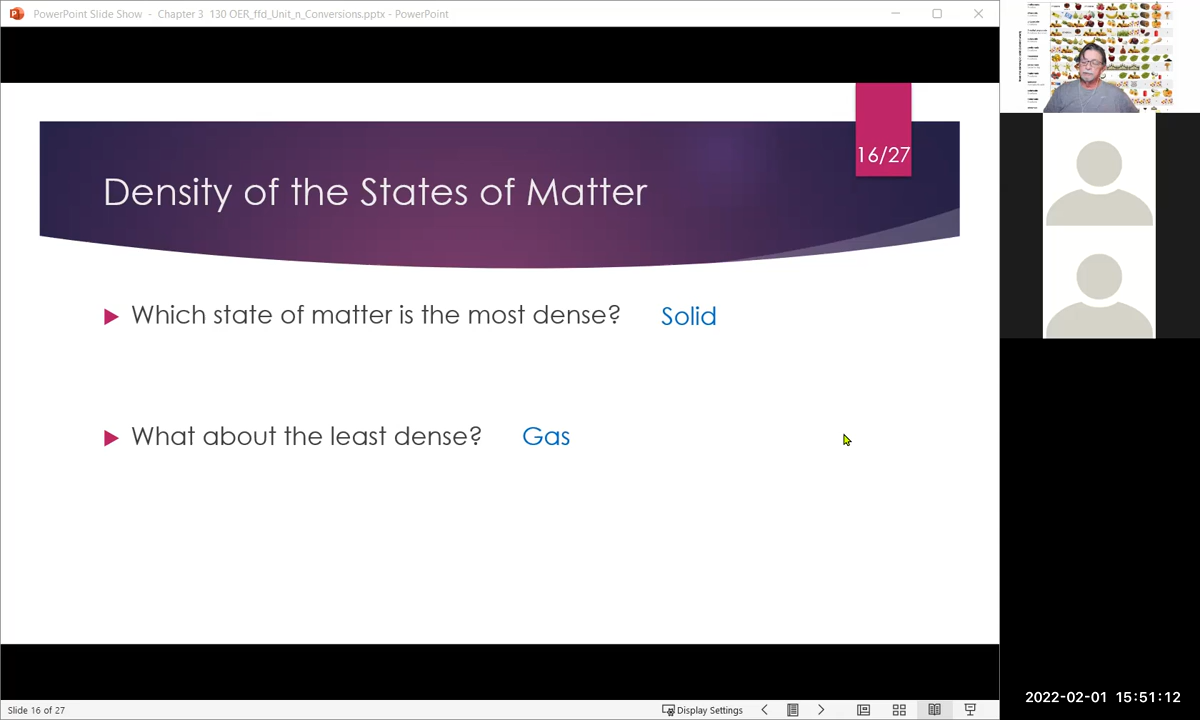 PowerPoint Slide Show - Chapter 3 130 OER_ffd_Unit_n_Conversions.pptx - PowerPoint
16/27
Density of the States of Matter
Which state of matter is the most dense? Solid
What about the least dense? Gas
2022-02-01 15:51:12
Slide 16 of 27
Display Settings